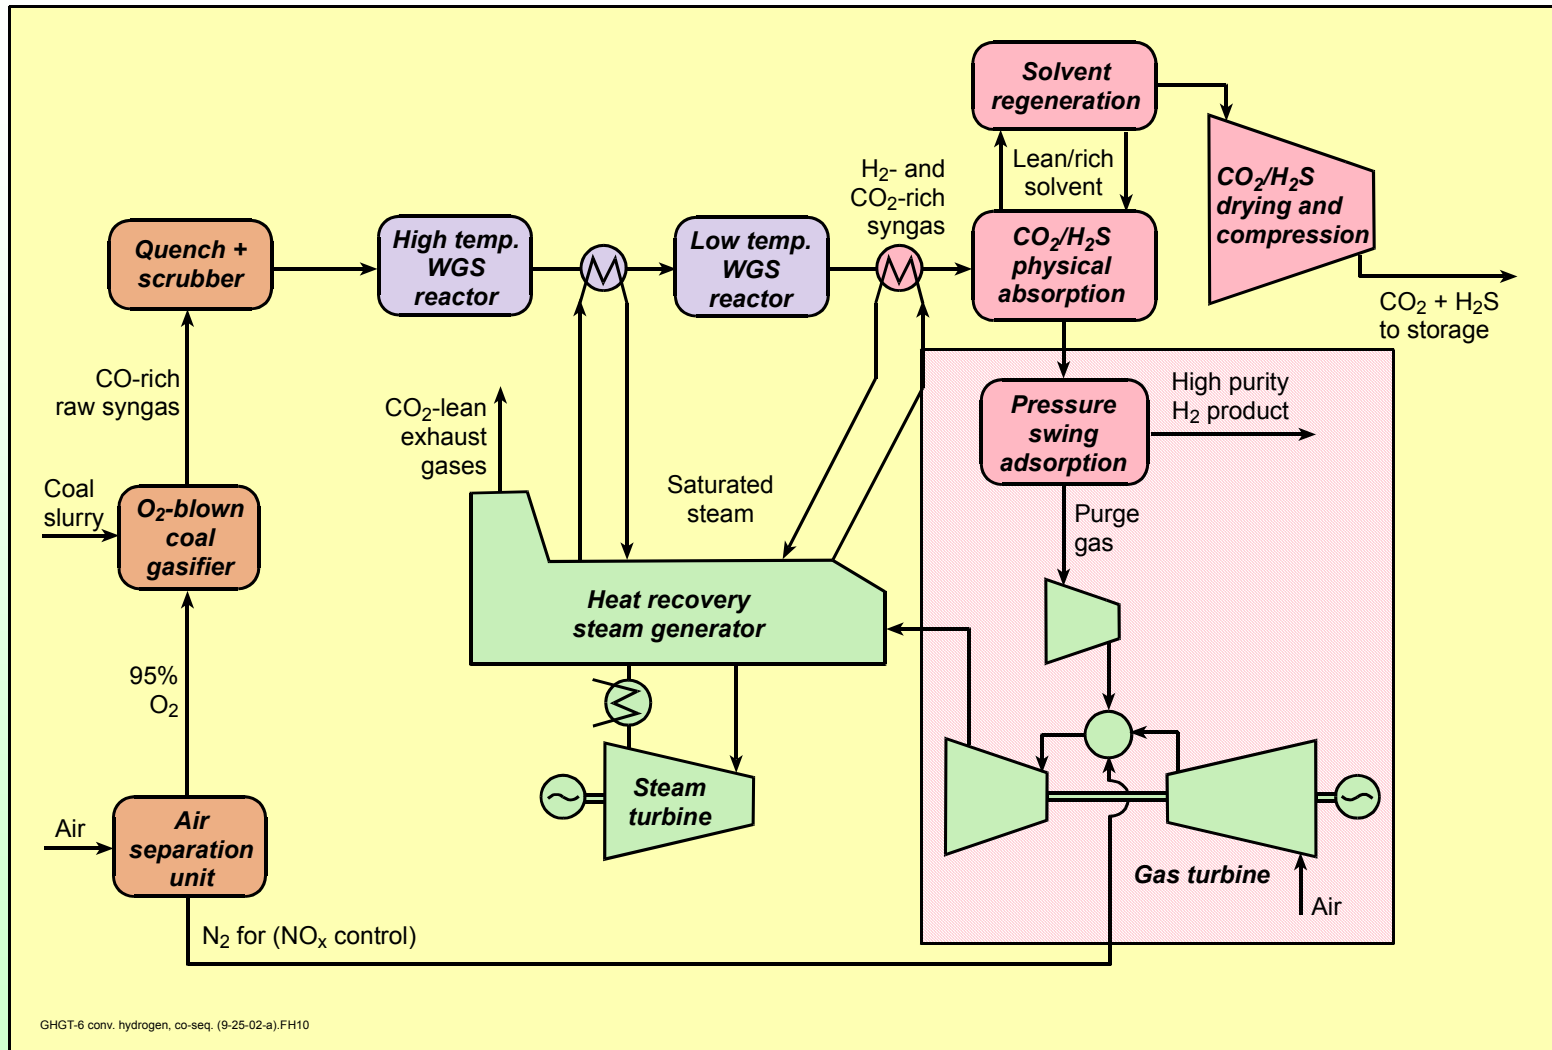 Solvent
regeneration
Lean/rich
solvent
H₂- and
CO₂-rich
syngas
CO₂/H₂S
drying and
compression
CO₂ + H₂S
to storage
Quench +
scrubber
High temp.
WGS
reactor
Low temp.
WGS
reactor
CO₂/H₂S
physical
absorption
CO-rich
raw syngas
CO₂-lean
exhaust
gases
Pressure
swing
adsorption
High purity
H₂ product
Coal
slurry
O₂-blown
coal
gasifier
Saturated
steam
Purge
gas
Heat recovery
steam generator
95%
O₂
Steam
turbine
Air
Air
separation
unit
Gas turbine
Air
N₂ for (NOₓ control)
GHGT-6 conv. hydrogen, co-seq. (9-25-02-a).FH10